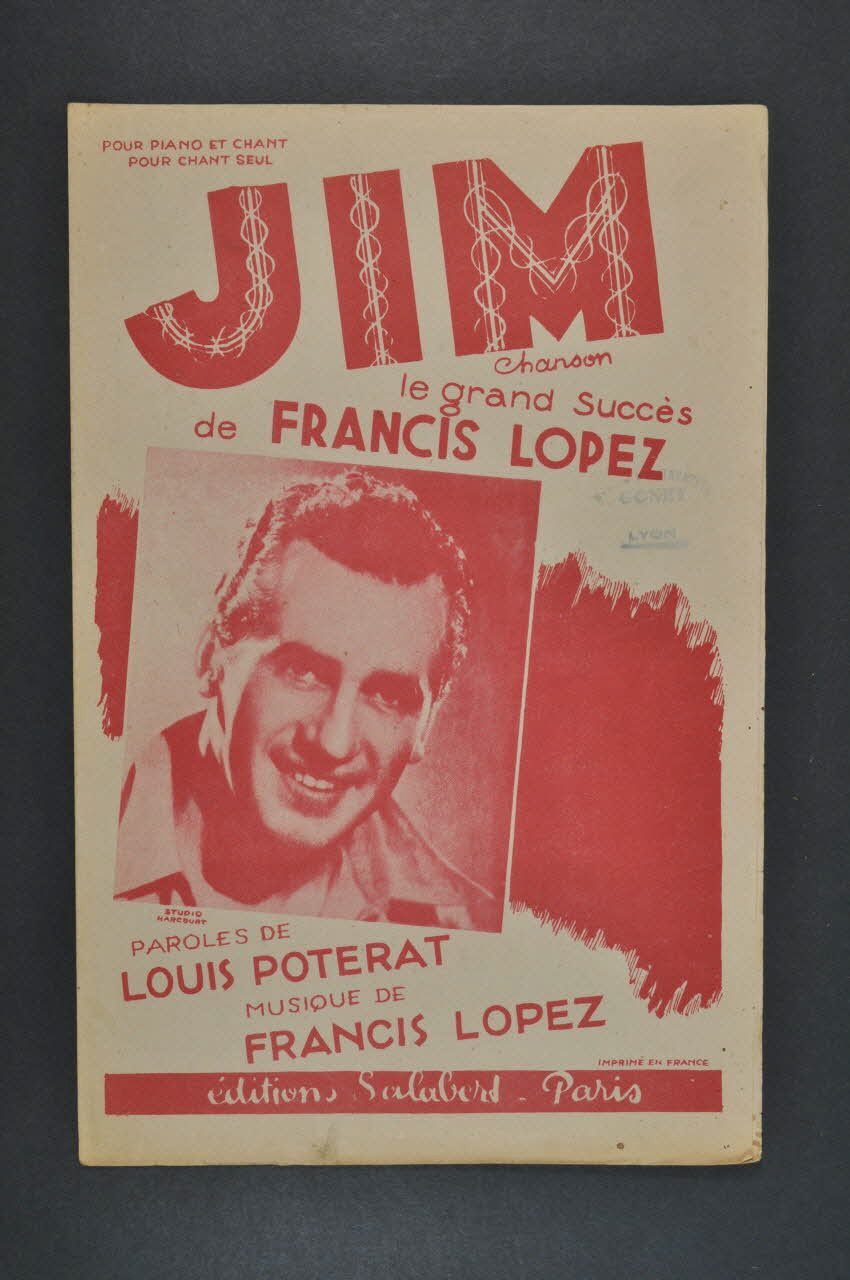 POUR PIANO ET CHANT
POUR CHANT SEUL
JIM
Chanson
le grand succès
de FRANCIS LOPEZ
LYON
STUDIO
HARCOURT
PAROLES DE
LOUIS POTERAT
MUSIQUE DE
FRANCIS LOPEZ
IMPRIMÉ EN FRANCE
éditions Salabert - Paris